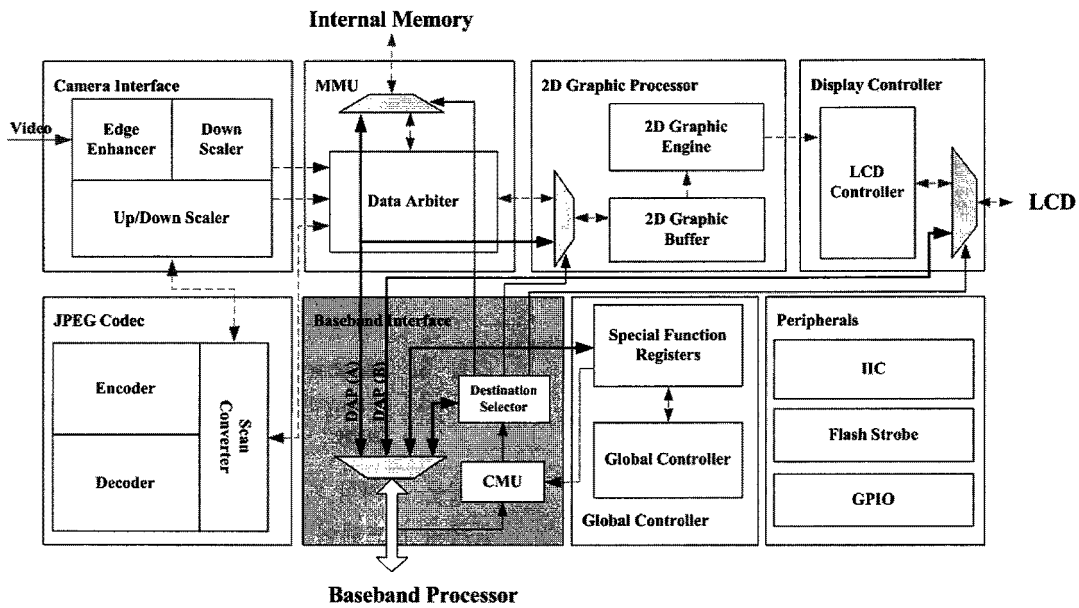 Internal Memory
Camera Interface
Video
Edge
Enhancer
Down
Scaler
Up/Down Scaler
MMU
Data Arbiter
2D Graphic Processor
2D Graphic
Engine
2D Graphic
Buffer
Display Controller
LCD
Controller
LCD
JPEG Codec
Encoder
Decoder
Scan
Converter
Baseband Interface
DAP (A)
DAP (B)
Destination
Selector
CMU
Special Function
Registers
Global Controller
Global Controller
Peripherals
IIC
Flash Strobe
GPIO
Baseband Processor